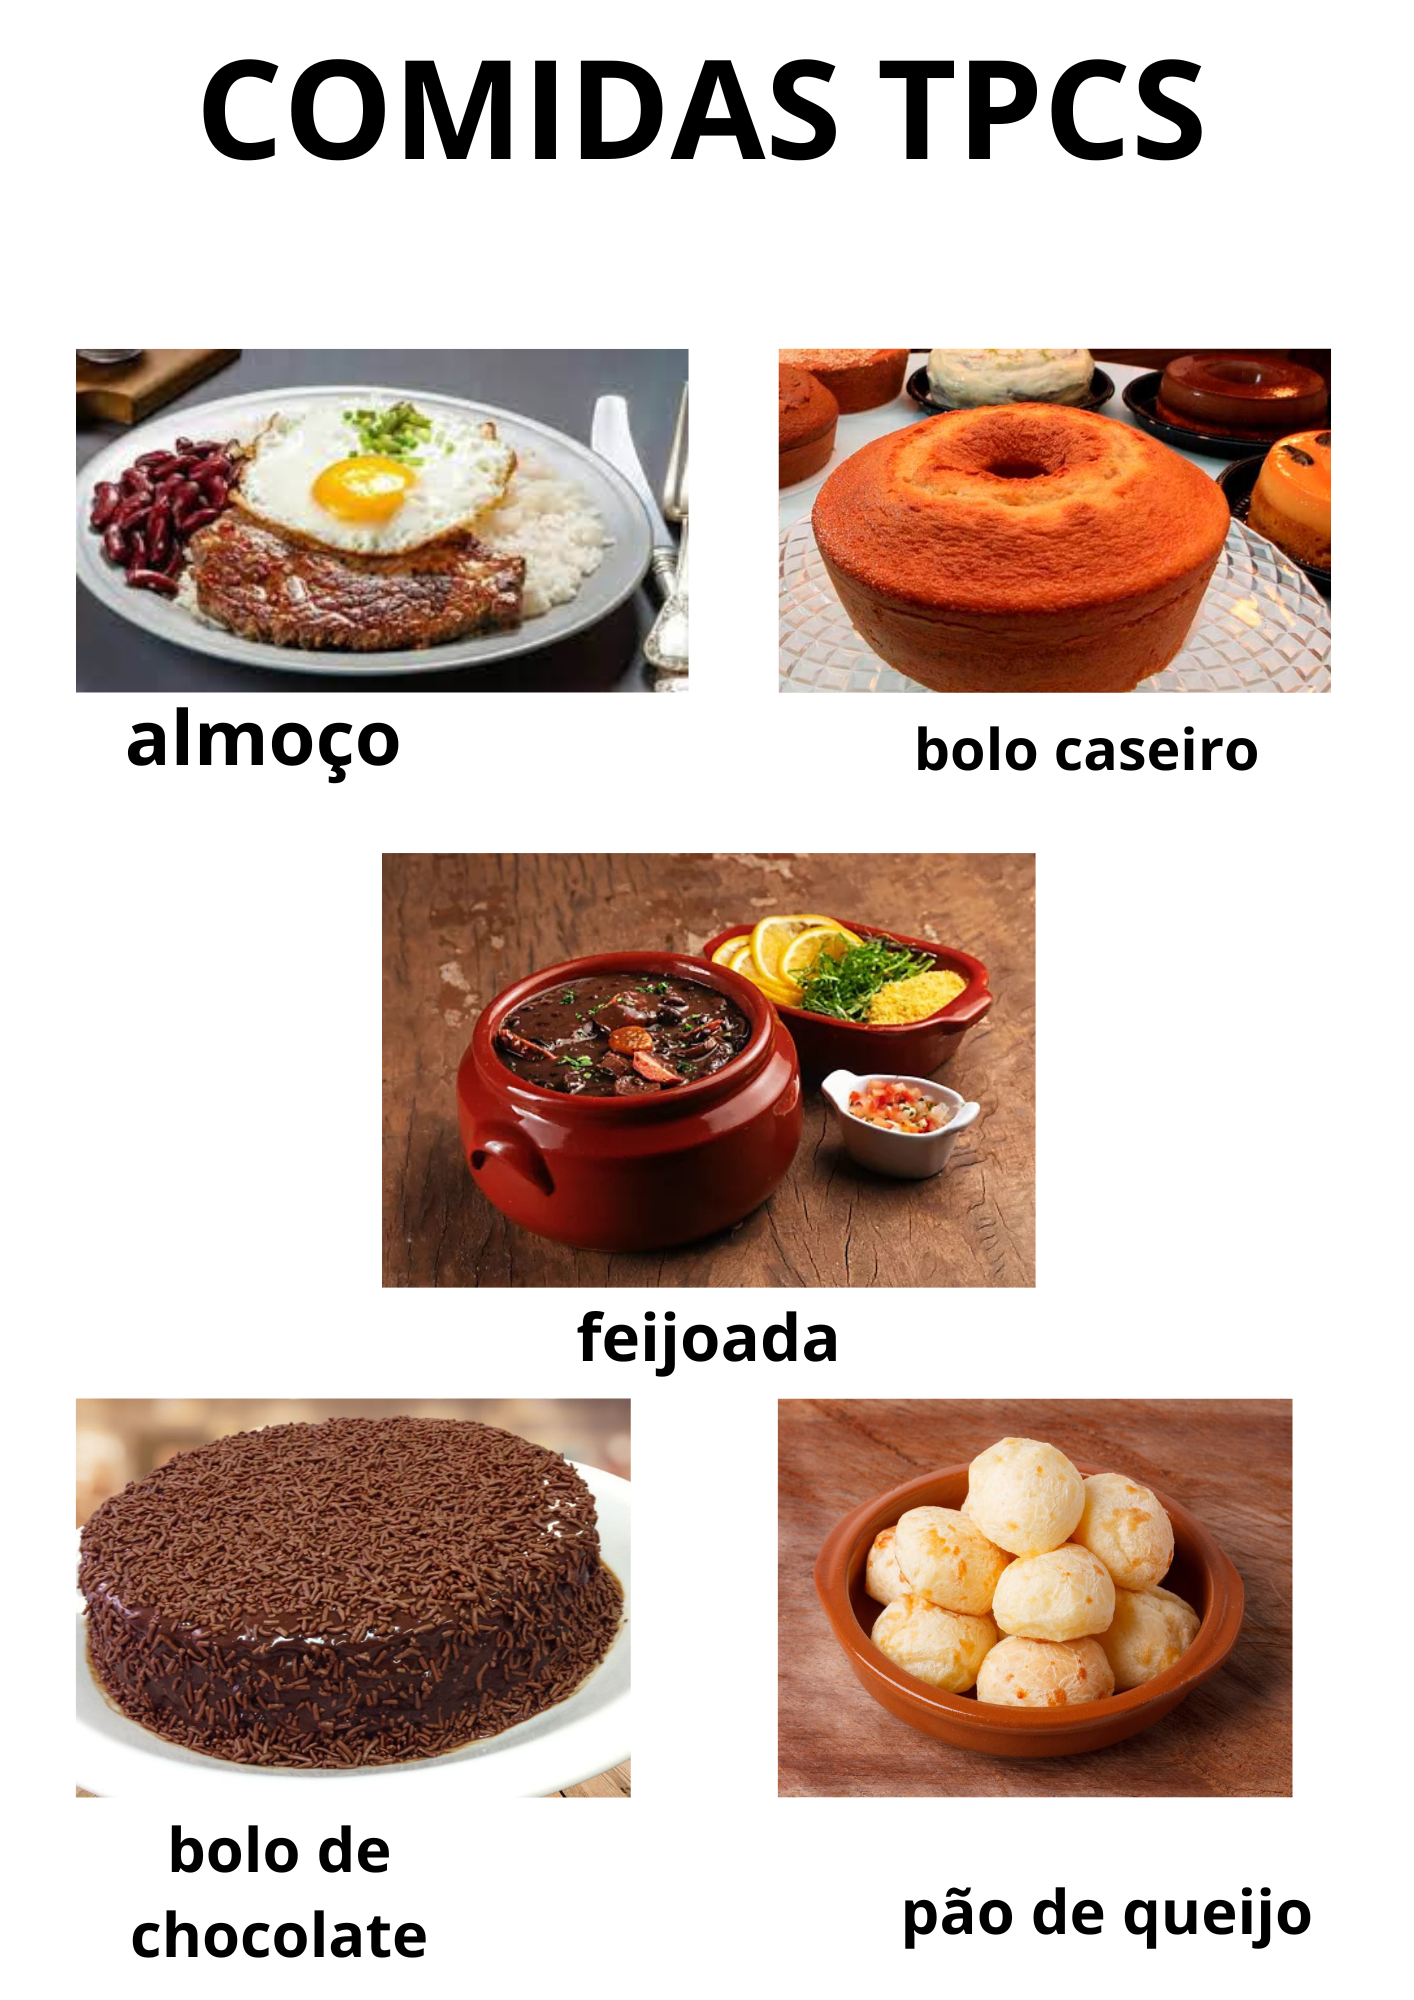 COMIDAS TPCS
almoço
bolo caseiro
feijoada
bolo de
chocolate
pão de queijo